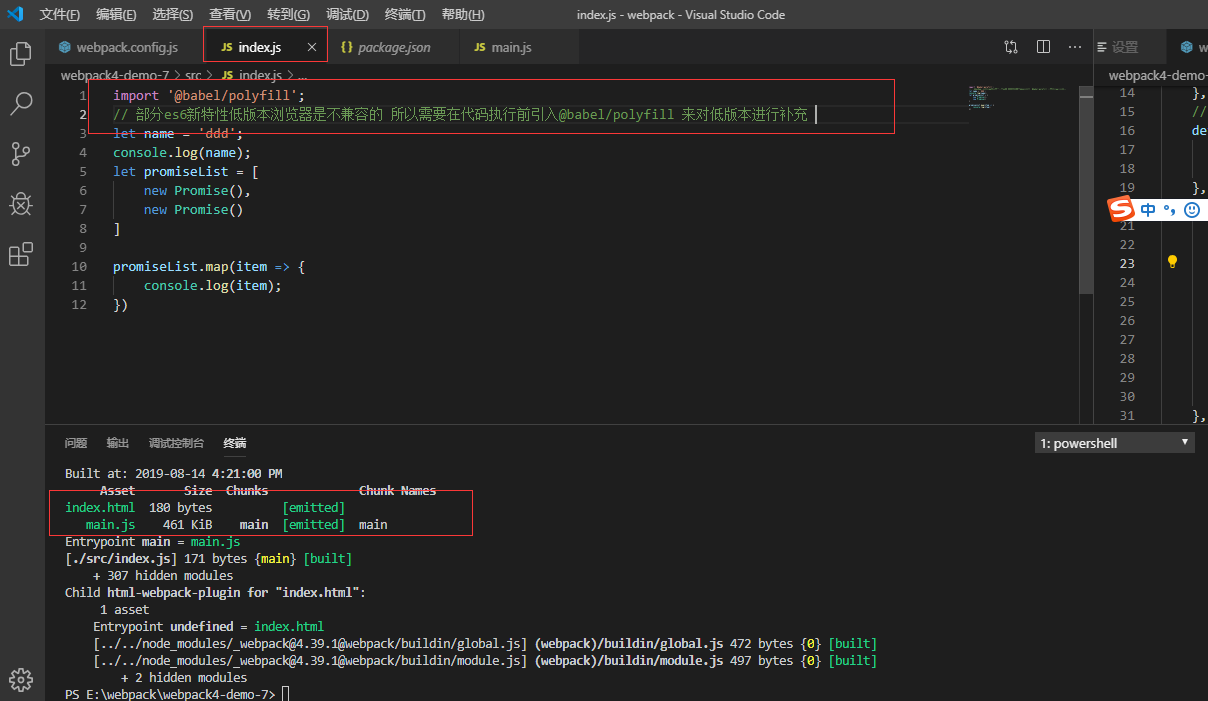 文件(F) 编辑(E) 选择(S) 查看(V) 转到(G) 调试(D) 终端(T) 帮助(H) index.js - webpack - Visual Studio Code
webpack.config.js JS index.js × {} package.json JS main.js ··· 设置 w
webpack4-demo-7 > src > JS index.js > ...
1 import '@babel/polyfill';
2 // 部分es6新特性低版本浏览器是不兼容的 所以需要在代码执行前引入@babel/polyfill 来对低版本进行补充
3 let name = 'ddd';
4 console.log(name);
5 let promiseList = [
6 new Promise(),
7 new Promise()
8 ]
9
10 promiseList.map(item => {
11 console.log(item);
12 })
webpack4-demo-
14 },
15 //
16 de
17
18
19 },
中 °,
21
22
23
24
25
26
27
28
29
30
31 },
问题 输出 调试控制台 终端 1: powershell
Built at: 2019-08-14 4:21:00 PM
Asset Size Chunks Chunk Names
index.html 180 bytes [emitted]
main.js 461 KiB main [emitted] main
Entrypoint main = main.js
[./src/index.js] 171 bytes {main} [built]
+ 307 hidden modules
Child html-webpack-plugin for "index.html":
1 asset
Entrypoint undefined = index.html
[../../node_modules/_webpack@4.39.1@webpack/buildin/global.js] (webpack)/buildin/global.js 472 bytes {0} [built]
[../../node_modules/_webpack@4.39.1@webpack/buildin/module.js] (webpack)/buildin/module.js 497 bytes {0} [built]
+ 2 hidden modules
PS E:\webpack\webpack4-demo-7>